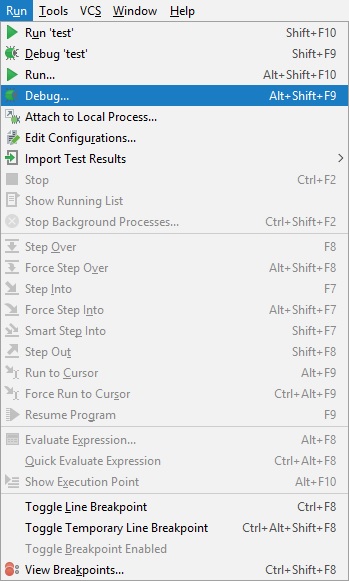 Run Tools VCS Window Help
Run 'test' Shift+F10
Debug 'test' Shift+F9
Run... Alt+Shift+F10
Debug... Alt+Shift+F9
Attach to Local Process...
Edit Configurations...
Import Test Results
Stop Ctrl+F2
Show Running List
Stop Background Processes... Ctrl+Shift+F2
Step Over F8
Force Step Over Alt+Shift+F8
Step Into F7
Force Step Into Alt+Shift+F7
Smart Step Into Shift+F7
Step Out Shift+F8
Run to Cursor Alt+F9
Force Run to Cursor Ctrl+Alt+F9
Resume Program F9
Evaluate Expression... Alt+F8
Quick Evaluate Expression Ctrl+Alt+F8
Show Execution Point Alt+F10
Toggle Line Breakpoint Ctrl+F8
Toggle Temporary Line Breakpoint Ctrl+Alt+Shift+F8
Toggle Breakpoint Enabled
View Breakpoints... Ctrl+Shift+F8